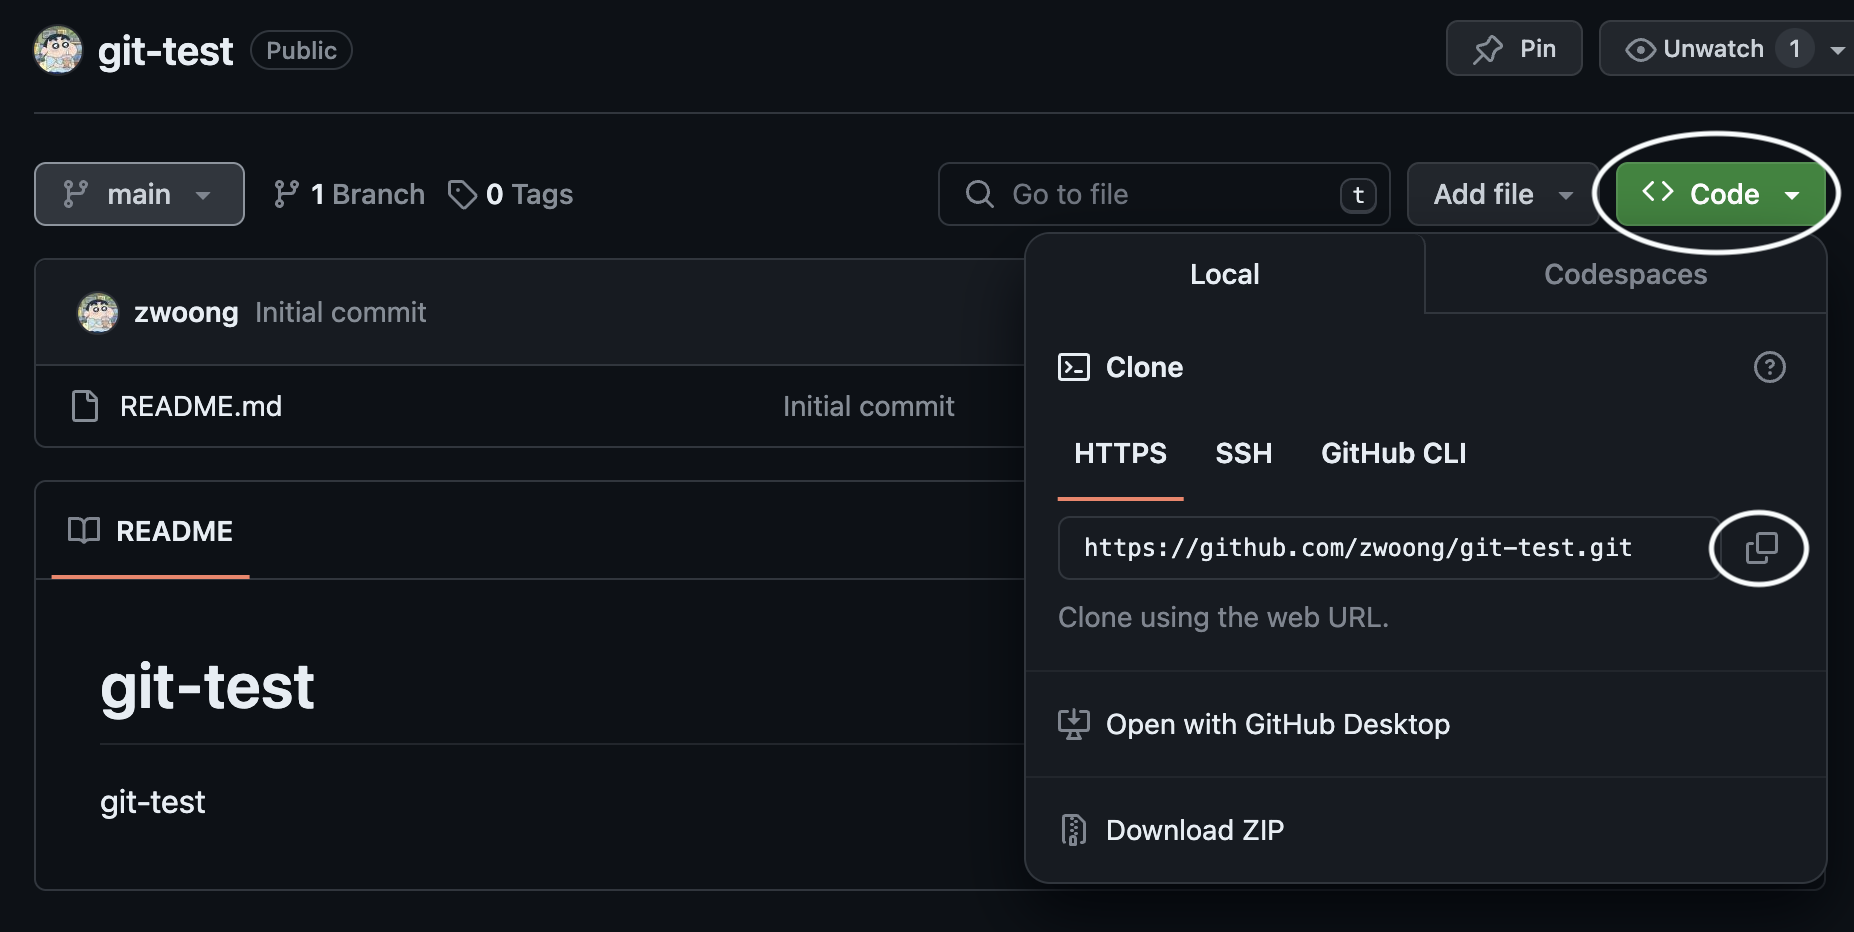 git-test Public
Pin
Unwatch 1
main
1 Branch
0 Tags
Go to file t
Add file
Code
zwoong Initial commit
README.md Initial commit
README
git-test
git-test
Local
Codespaces
Clone
HTTPS SSH GitHub CLI
https://github.com/zwoong/git-test.git
Clone using the web URL.
Open with GitHub Desktop
Download ZIP